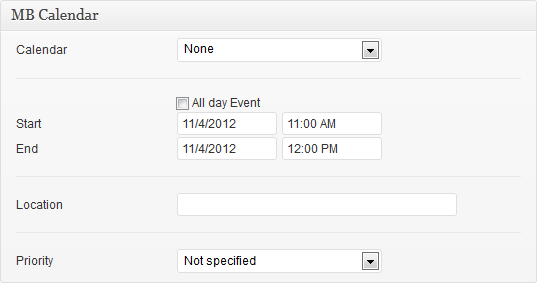 MB Calendar
Calendar None
All day Event
Start 11/4/2012 11:00 AM
End 11/4/2012 12:00 PM
Location
Priority Not specified